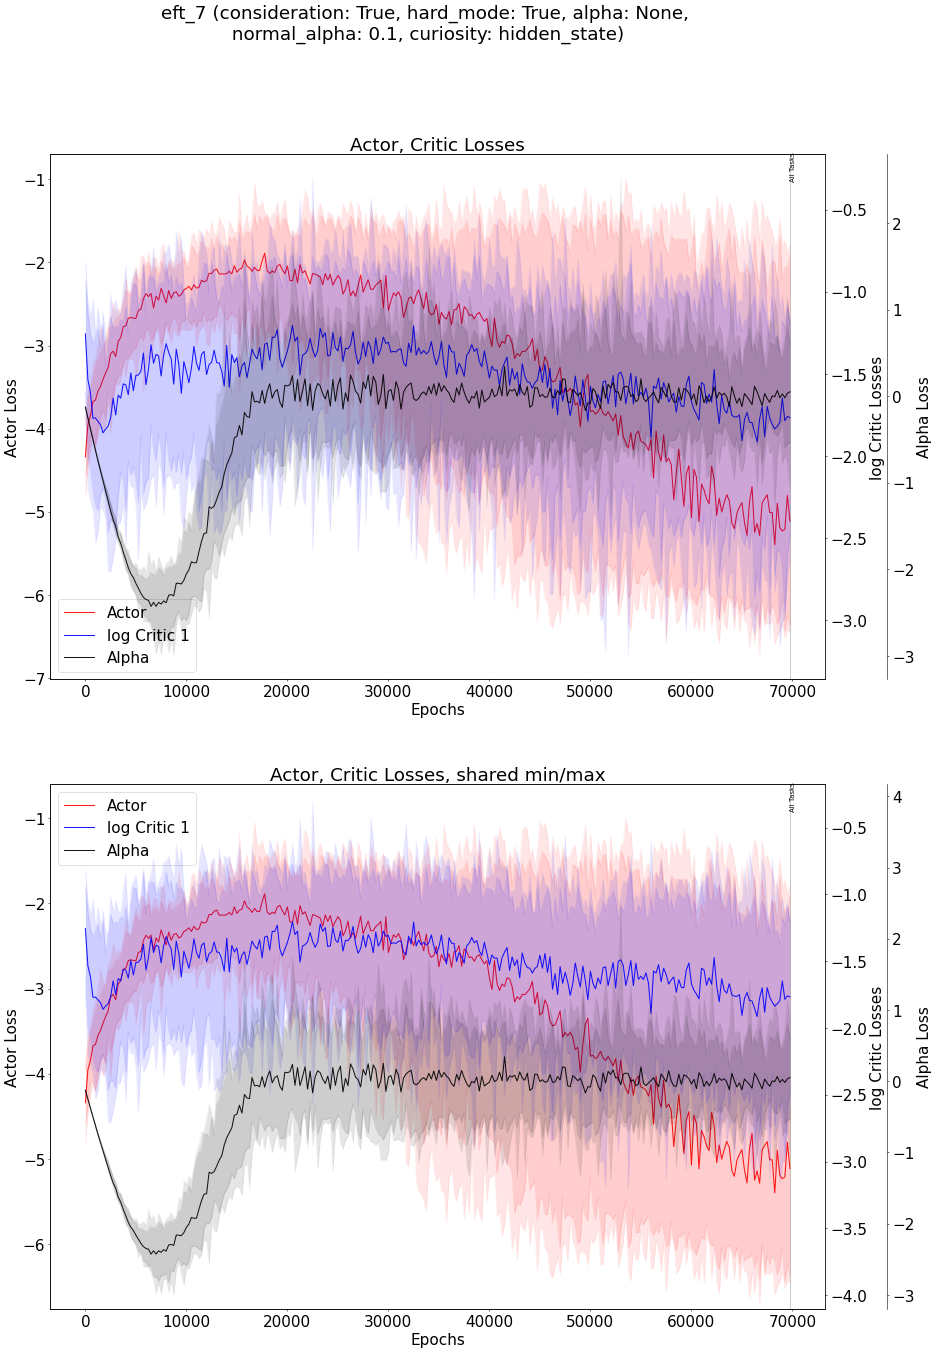 eft_7 (consideration: True, hard_mode: True, alpha: None,
normal_alpha: 0.1, curiosity: hidden_state)
Actor, Critic Losses
All Tasks
−1
−2
−3
−4
−5
−6
−7
Actor Loss
Actor
log Critic 1
Alpha
0
10000
20000
30000
40000
50000
60000
70000
Epochs
−0.5
−1.0
−1.5
−2.0
−2.5
−3.0
log Critic Losses
2
1
0
−1
−2
−3
Alpha Loss
Actor, Critic Losses, shared min/max
All Tasks
Actor
log Critic 1
Alpha
−1
−2
−3
−4
−5
−6
Actor Loss
0
10000
20000
30000
40000
50000
60000
70000
Epochs
−0.5
−1.0
−1.5
−2.0
−2.5
−3.0
−3.5
−4.0
log Critic Losses
4
3
2
1
0
−1
−2
−3
Alpha Loss